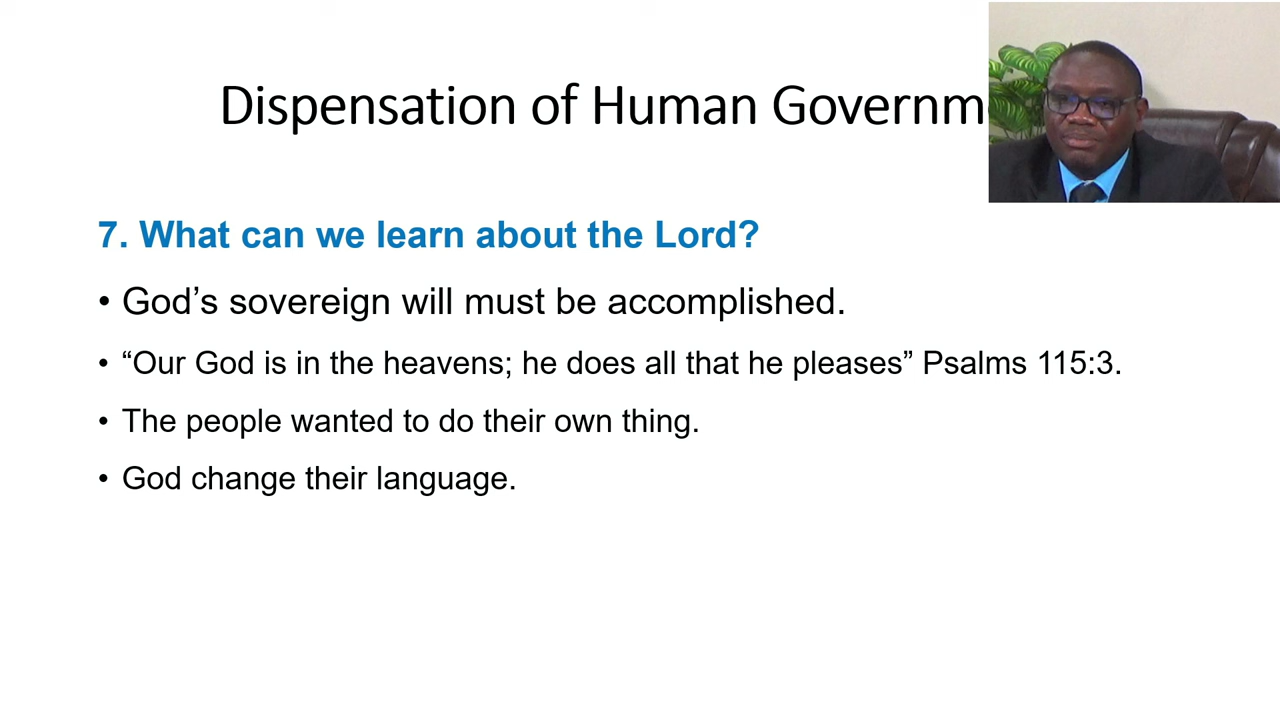 Dispensation of Human Governm
7. What can we learn about the Lord?
• God’s sovereign will must be accomplished.
• “Our God is in the heavens; he does all that he pleases” Psalms 115:3.
• The people wanted to do their own thing.
• God change their language.